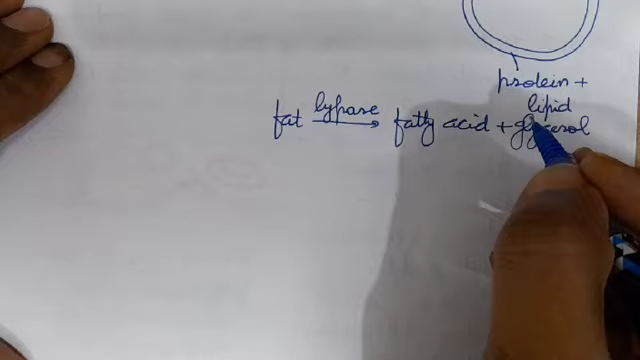 protein +
lipid
fat lypase → fatty acid + glycerol